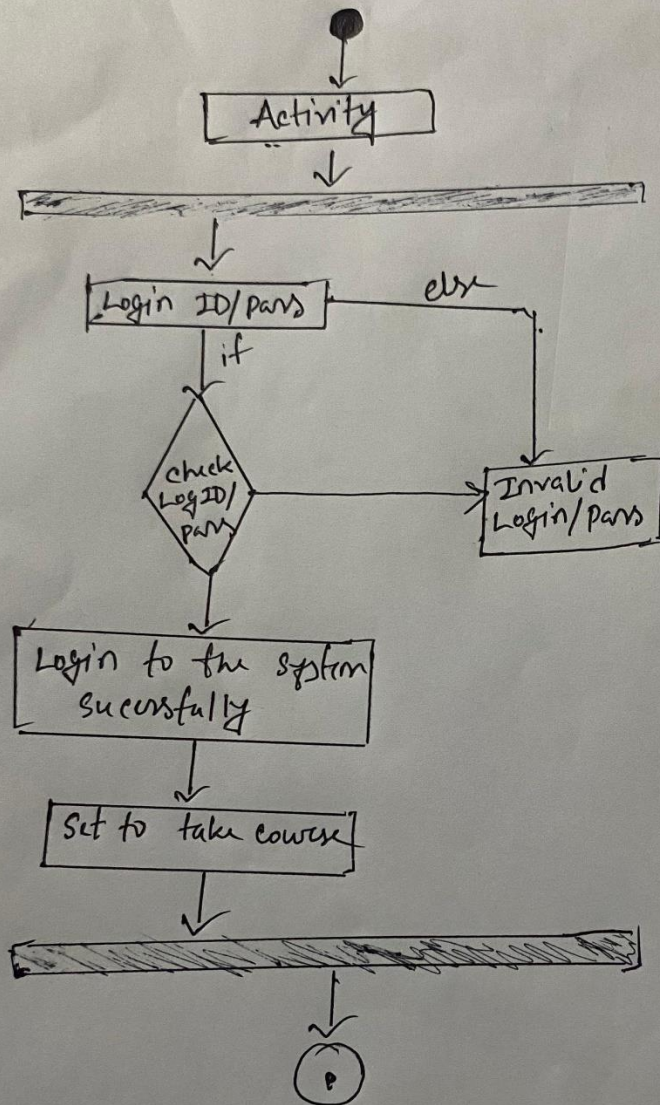 Activity
Login ID/pass
else
if
check
LogID/
pass
Invalid
Login/pass
Login to the system
sucessfully
Set to take course